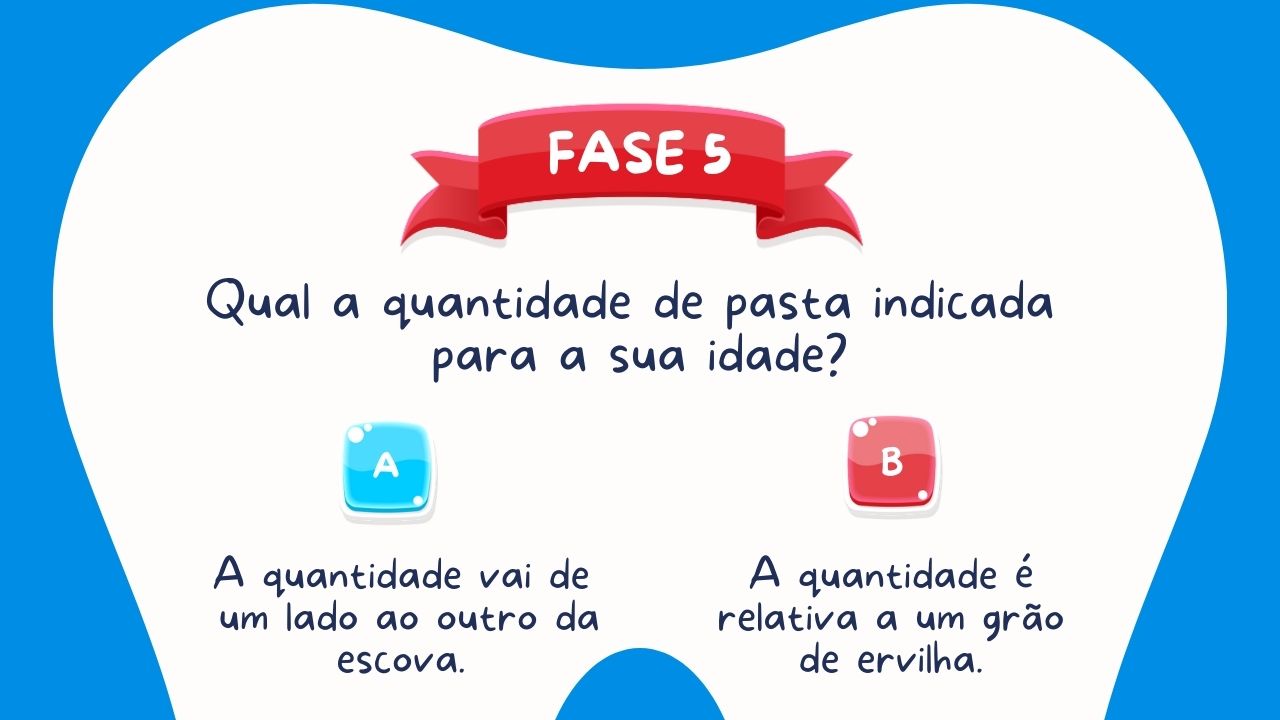 FASE 5
Qual a quantidade de pasta indicada
para a sua idade?
A
B
A quantidade vai de
um lado ao outro da
escova.
A quantidade é
relativa a um grão
de ervilha.